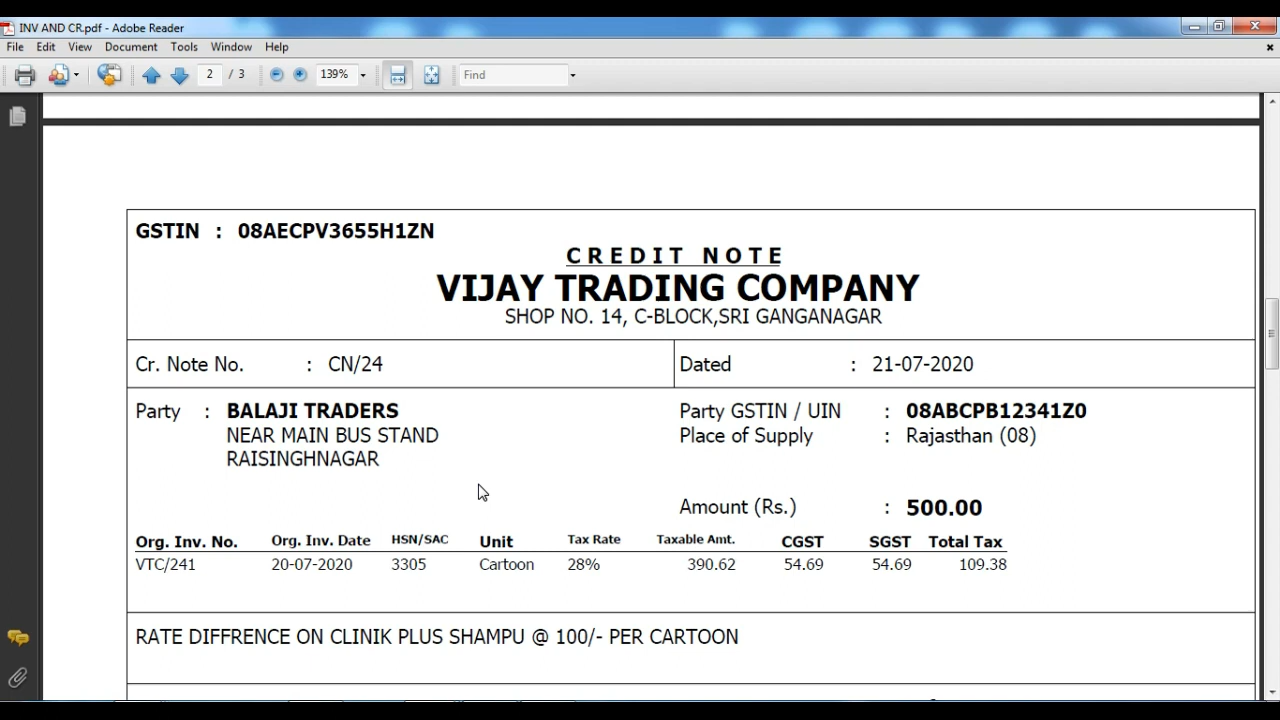 INV AND CR.pdf - Adobe Reader
File Edit View Document Tools Window Help
2 / 3 139% Find
GSTIN : 08AECPV3655H1ZN
CREDIT NOTE
VIJAY TRADING COMPANY
SHOP NO. 14, C-BLOCK,SRI GANGANAGAR
Cr. Note No. : CN/24 Dated : 21-07-2020
Party : BALAJI TRADERS Party GSTIN / UIN : 08ABCPB12341Z0
NEAR MAIN BUS STAND Place of Supply : Rajasthan (08)
RAISINGHNAGAR
Amount (Rs.) : 500.00
Org. Inv. No. Org. Inv. Date HSN/SAC Unit Tax Rate Taxable Amt. CGST SGST Total Tax
VTC/241 20-07-2020 3305 Cartoon 28% 390.62 54.69 54.69 109.38
RATE DIFFRENCE ON CLINIK PLUS SHAMPU @ 100/- PER CARTOON